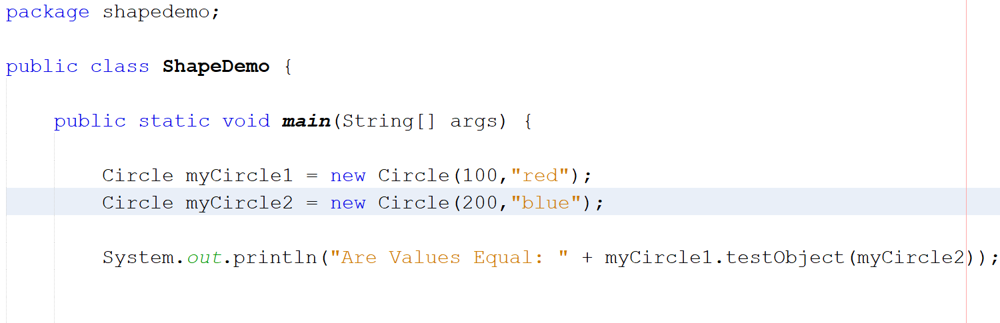 package shapedemo;
public class ShapeDemo {
public static void main(String[] args) {
Circle myCircle1 = new Circle(100,"red");
Circle myCircle2 = new Circle(200,"blue");
System.out.println("Are Values Equal: " + myCircle1.testObject(myCircle2));